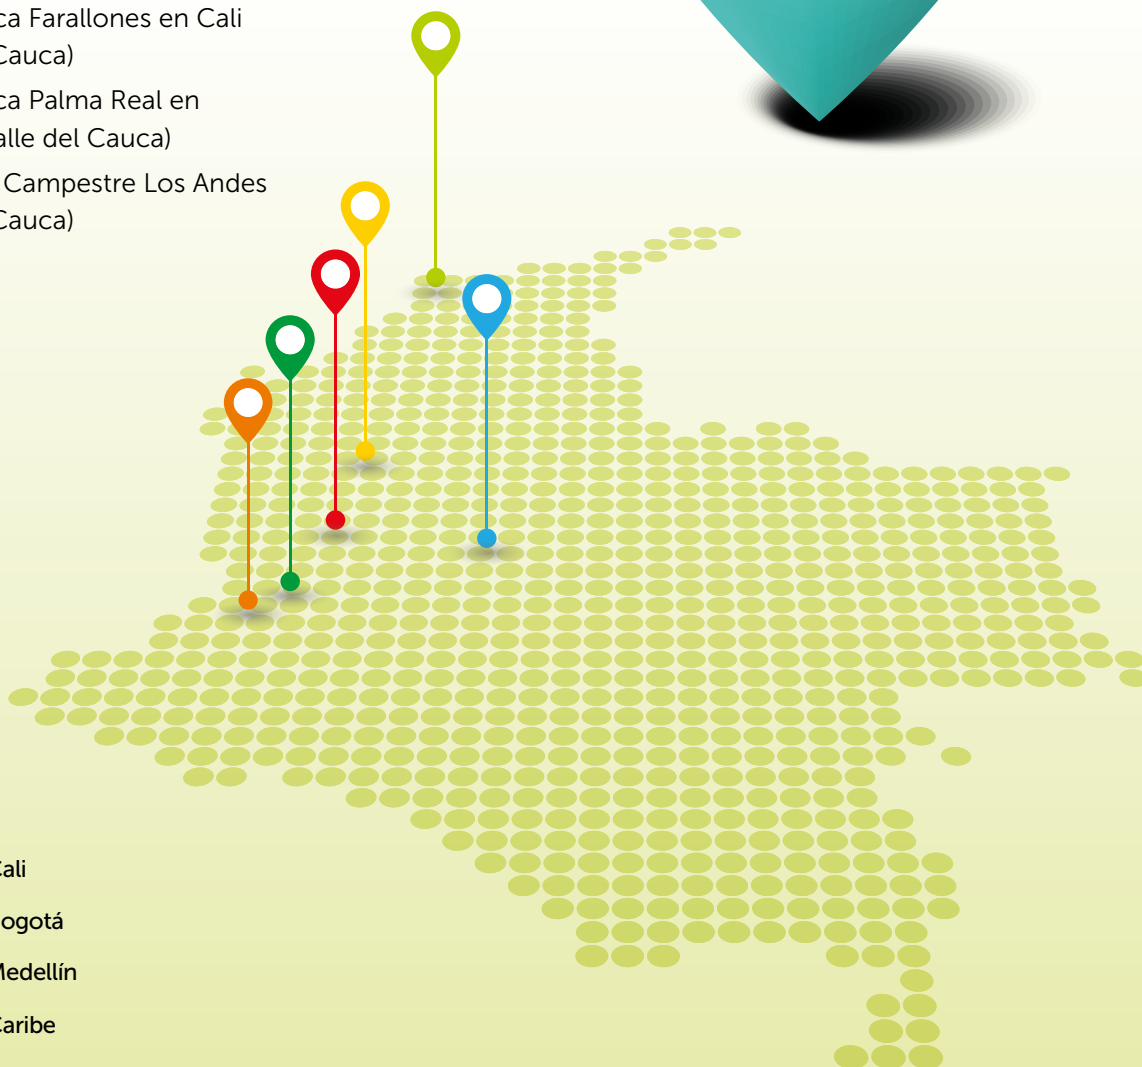 ca Farallones en Cali
Cauca)
ca Palma Real en
alle del Cauca)
Campestre Los Andes
Cauca)
Cali
ogotá
Medellín
Caribe